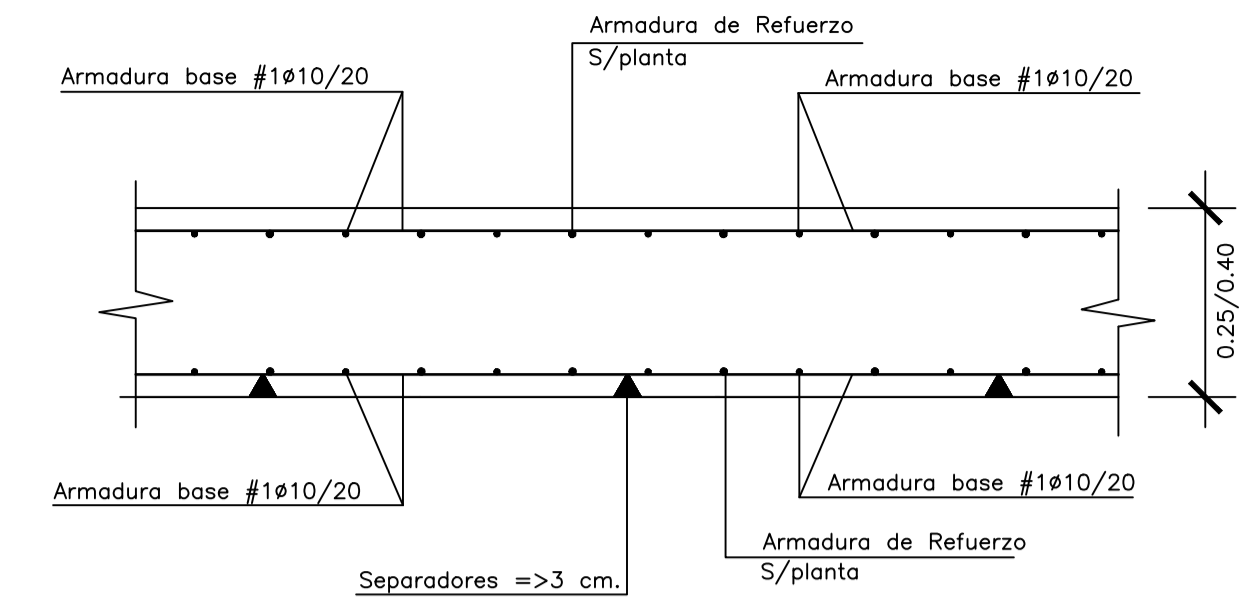 Armadura de Refuerzo
S/planta
Armadura base #1ø10/20
Armadura base #1ø10/20
0.25/0.40
Armadura base #1ø10/20
Armadura base #1ø10/20
Armadura de Refuerzo
S/planta
Separadores =>3 cm.